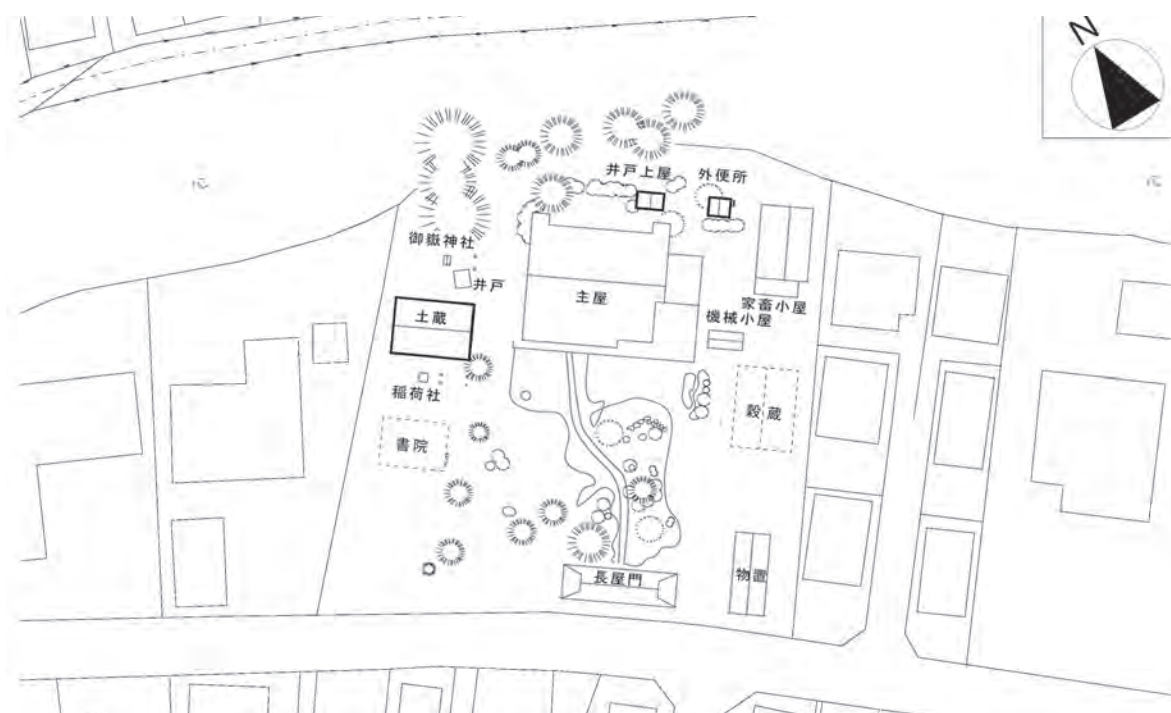 N
井戸上屋
外便所
御嶽神社
井戸
主屋
家畜小屋
機械小屋
土蔵
稲荷社
穀蔵
書院
長屋門
物置